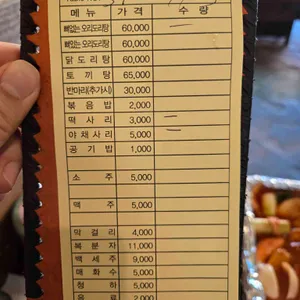 메뉴 가격 수량
뼈있는 오리도리탕 60,000
뼈없는 오리도리탕 60,000
닭도리탕 60,000
토끼탕 65,000
반마리(추가시) 30,000
볶음밥 2,000
떡사리 3,000
야채사리 5,000
공기밥 1,000
소주 5,000
맥주 5,000
막걸리 4,000
복분자 11,000
백세주 9,000
매화수 5,000
청하 5,000
음료 2,000